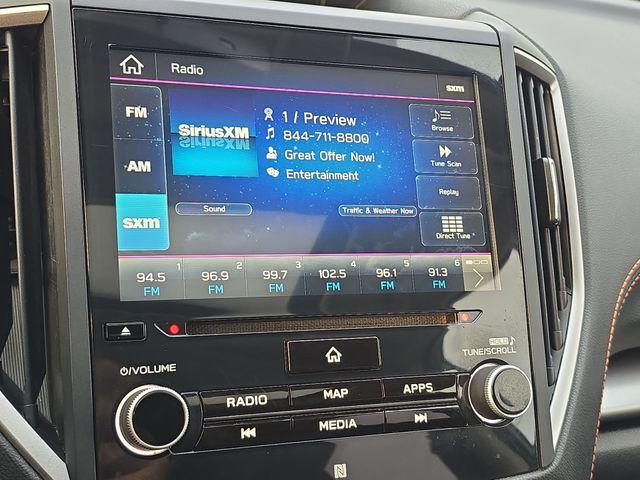 Radio
sxm
FM
AM
sxm
SiriusXM
1 / Preview
844-711-8800
Great Offer Now!
Entertainment
Sound
Traffic & Weather Now
Browse
Tune Scan
Replay
Direct Tune
1 2 3 4 5 6
94.5 96.9 99.7 102.5 96.1 91.3
FM FM FM FM FM FM
VOLUME
HOLD
TUNE/SCROLL
RADIO MAP APPS
MEDIA
N